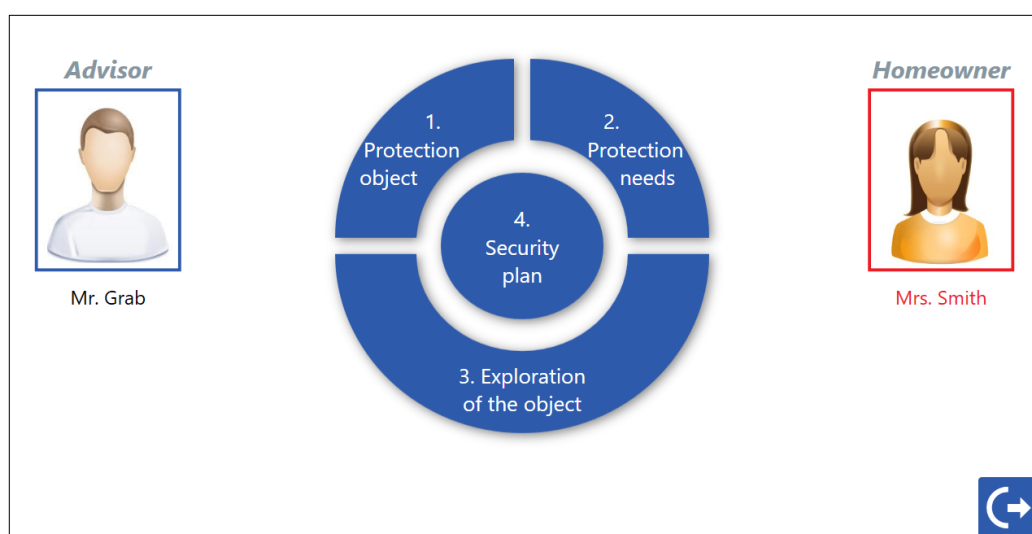 Advisor
Homeowner
1.
Protection
object
2.
Protection
needs
4.
Security
plan
3. Exploration
of the object
Mr. Grab
Mrs. Smith